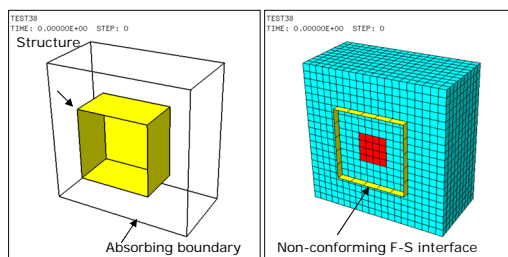 TEST38
TIME: 0.00000E+00 STEP: 0
Structure
Absorbing boundary
TEST38
TIME: 0.00000E+00 STEP: 0
Non-conforming F-S interface